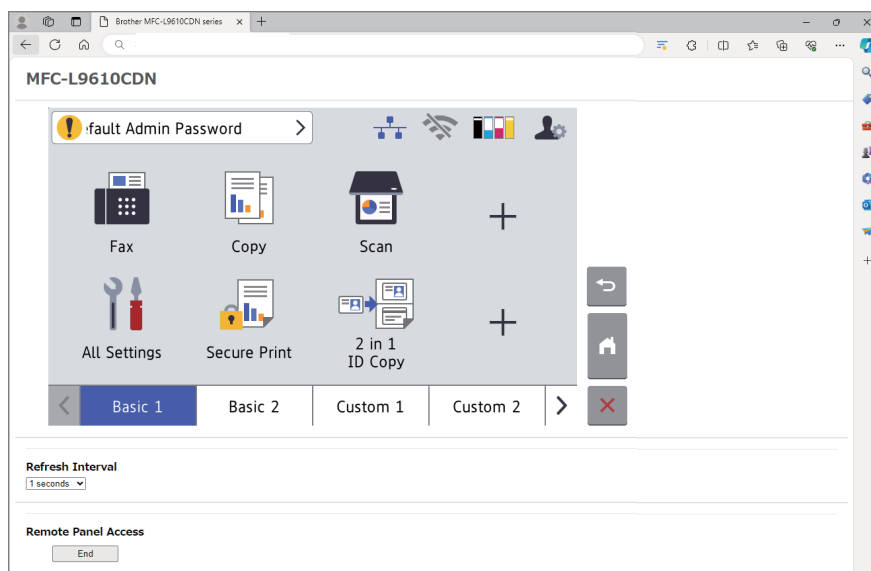 Brother MFC-L9610CDN series
MFC-L9610CDN
fault Admin Password
Fax
Copy
Scan
All Settings
Secure Print
2 in 1
ID Copy
Basic 1
Basic 2
Custom 1
Custom 2
Refresh Interval
1 seconds
Remote Panel Access
End